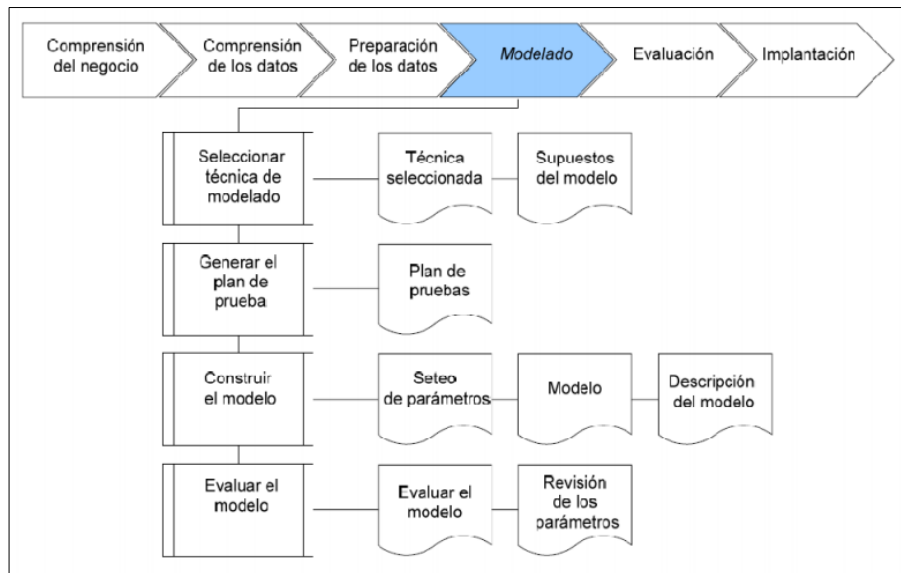 Comprensión
del negocio
Comprensión
de los datos
Preparación
de los datos
Modelado
Evaluación
Implantación
Seleccionar
técnica de
modelado
Técnica
seleccionada
Supuestos
del modelo
Generar el
plan de
prueba
Plan de
pruebas
Construir
el modelo
Seteo
de parámetros
Modelo
Descripción
del modelo
Evaluar el
modelo
Evaluar el
modelo
Revisión
de los
parámetros